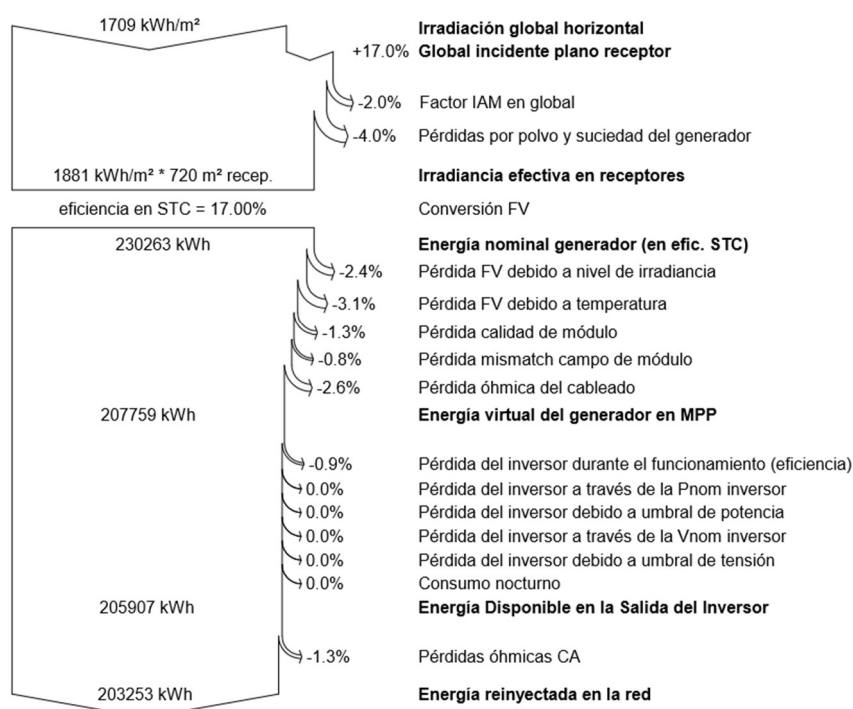 1709 kWh/m² Irradiación global horizontal
+17.0% Global incidente plano receptor
-2.0% Factor IAM en global
-4.0% Pérdidas por polvo y suciedad del generador
1881 kWh/m² * 720 m² recep. Irradiancia efectiva en receptores
eficiencia en STC = 17.00% Conversión FV
230263 kWh Energía nominal generador (en efic. STC)
-2.4% Pérdida FV debido a nivel de irradiancia
-3.1% Pérdida FV debido a temperatura
-1.3% Pérdida calidad de módulo
-0.8% Pérdida mismatch campo de módulo
-2.6% Pérdida óhmica del cableado
207759 kWh Energía virtual del generador en MPP
-0.9% Pérdida del inversor durante el funcionamiento (eficiencia)
0.0% Pérdida del inversor a través de la Pnom inversor
0.0% Pérdida del inversor debido a umbral de potencia
0.0% Pérdida del inversor a través de la Vnom inversor
0.0% Pérdida del inversor debido a umbral de tensión
0.0% Consumo nocturno
205907 kWh Energía Disponible en la Salida del Inversor
-1.3% Pérdidas óhmicas CA
203253 kWh Energía reinyectada en la red